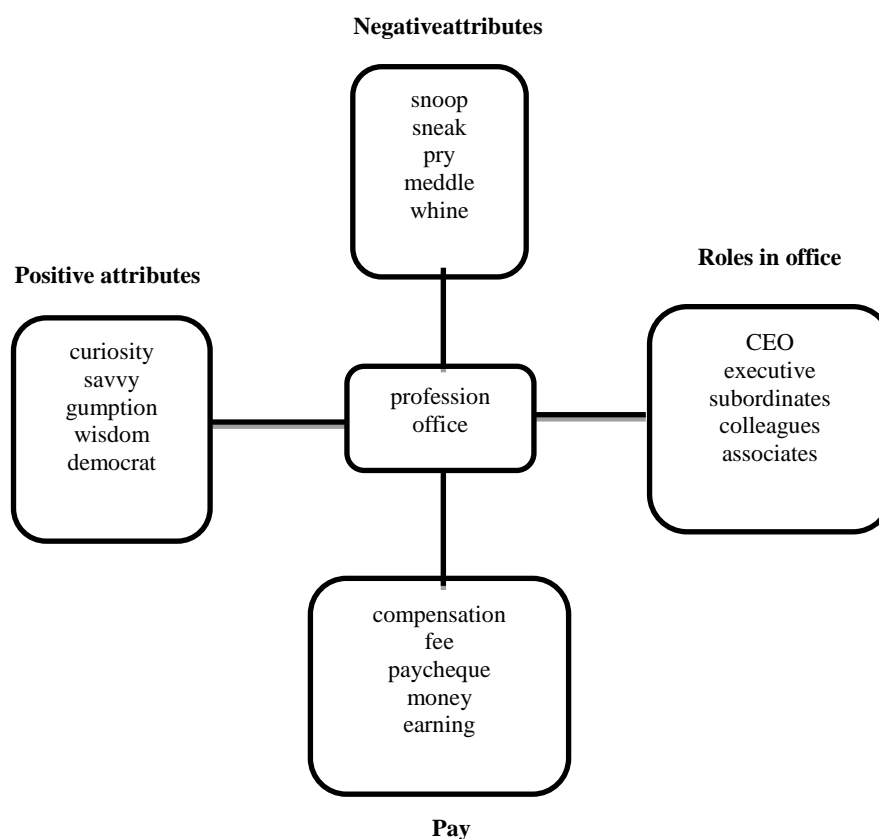 Negativeattributes
snoop
sneak
pry
meddle
whine
Positive attributes
curiosity
savvy
gumption
wisdom
democrat
profession
office
Roles in office
CEO
executive
subordinates
colleagues
associates
compensation
fee
paycheque
money
earning
Pay